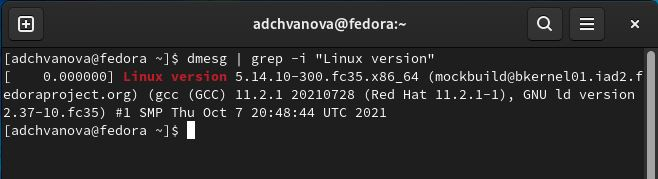 adchvanova@fedora:~
[adchvanova@fedora ~]$ dmesg | grep -i "Linux version"
[    0.000000] Linux version 5.14.10-300.fc35.x86_64 (mockbuild@bkernel01.iad2.f
edoraproject.org) (gcc (GCC) 11.2.1 20210728 (Red Hat 11.2.1-1), GNU ld version
2.37-10.fc35) #1 SMP Thu Oct 7 20:48:44 UTC 2021
[adchvanova@fedora ~]$